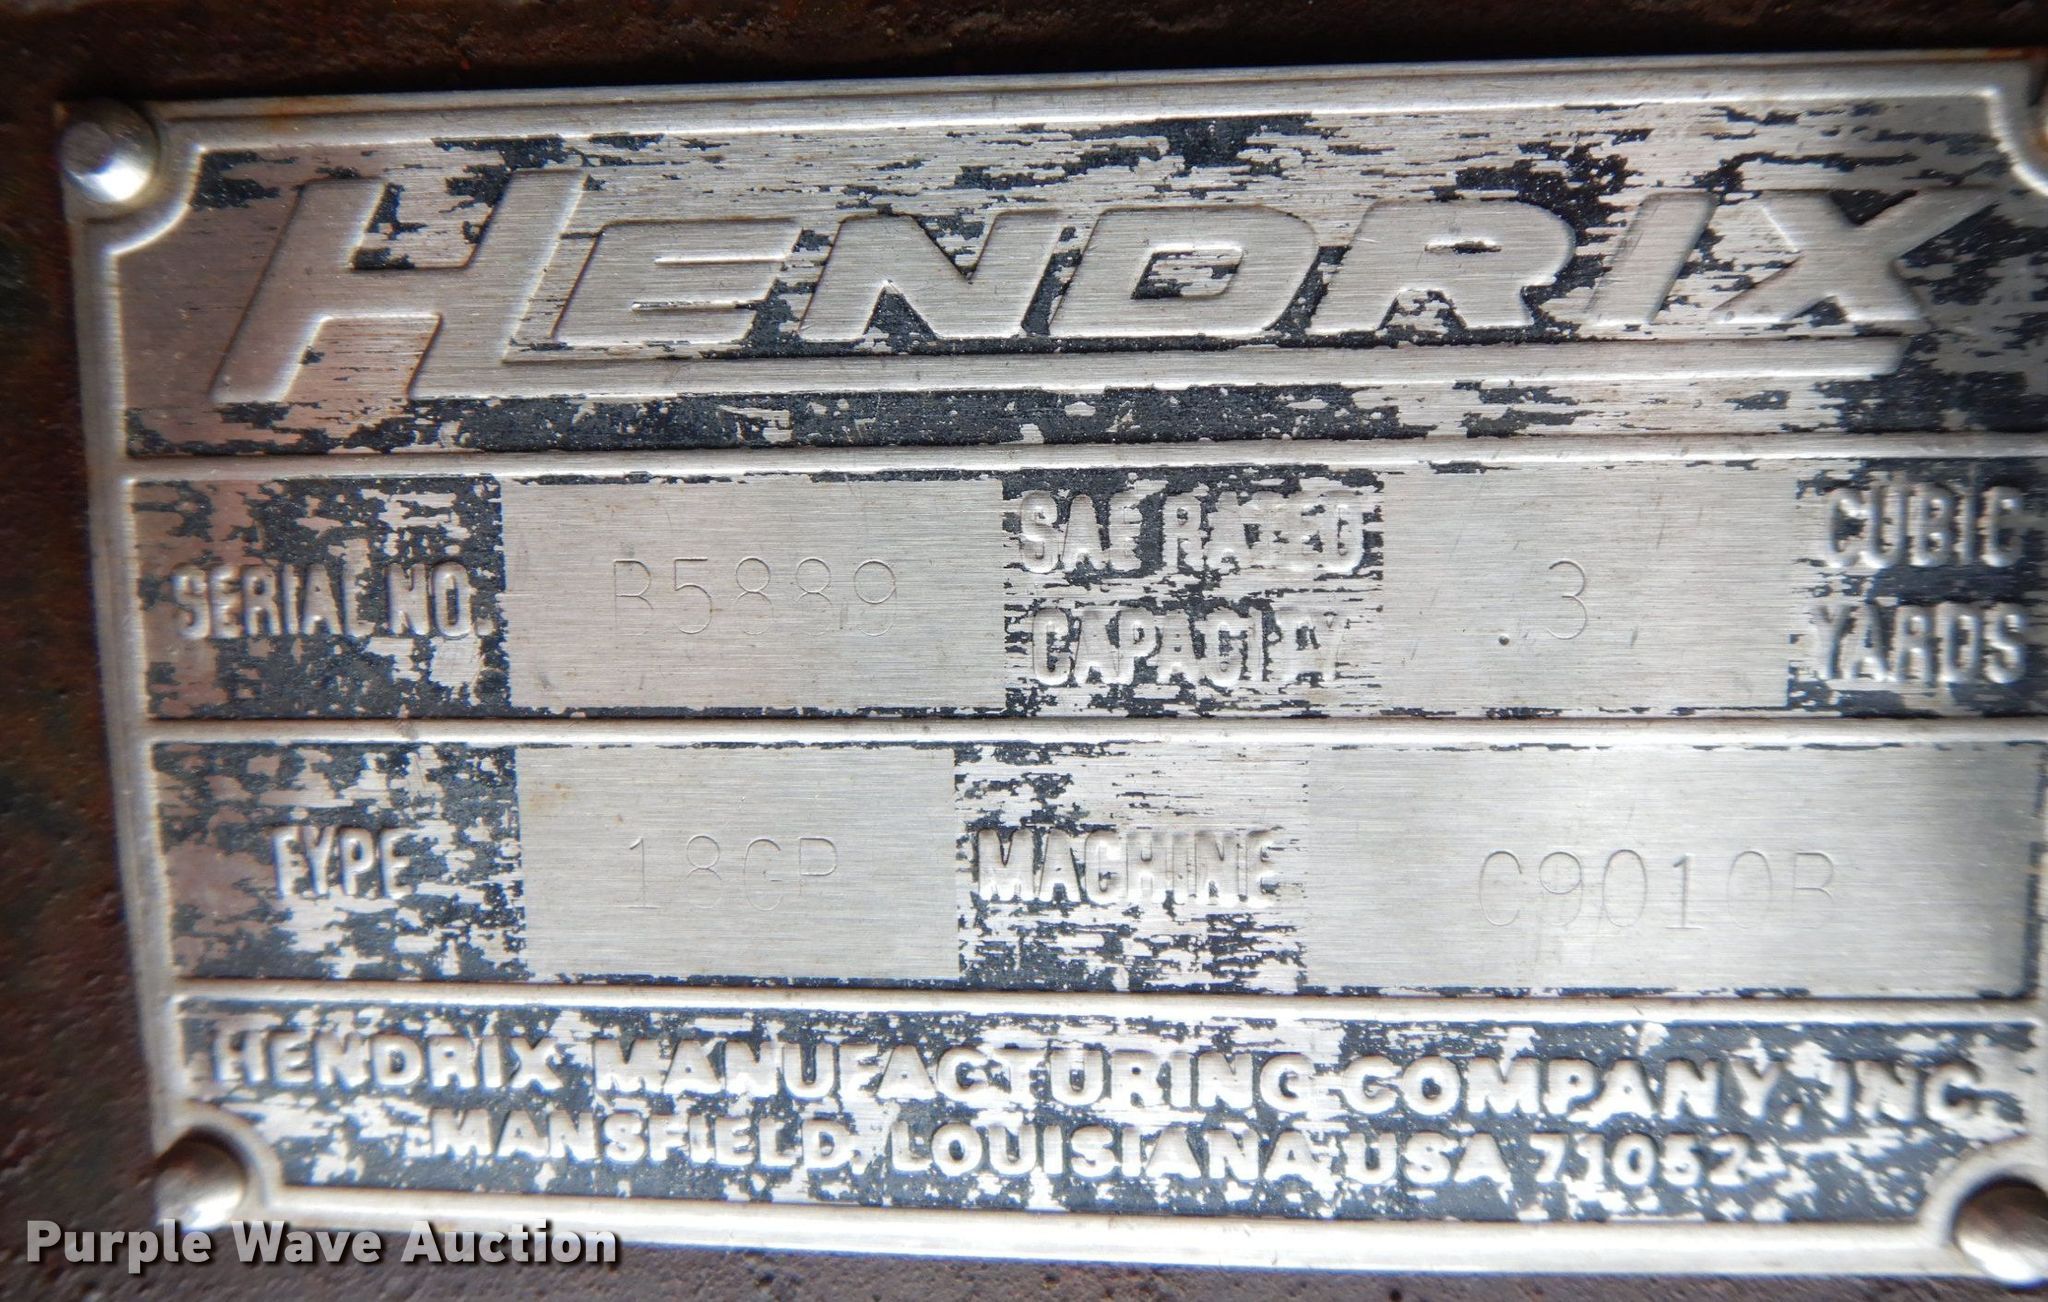 HENDRIX
SERIAL NO. B5889 SAE RATED CAPACITY .3 CUBIC YARDS
TYPE 18GP MACHINE C9010B
HENDRIX MANUFACTURING COMPANY, INC.
MANSFIELD, LOUISIANA USA 71052
Purple Wave Auction